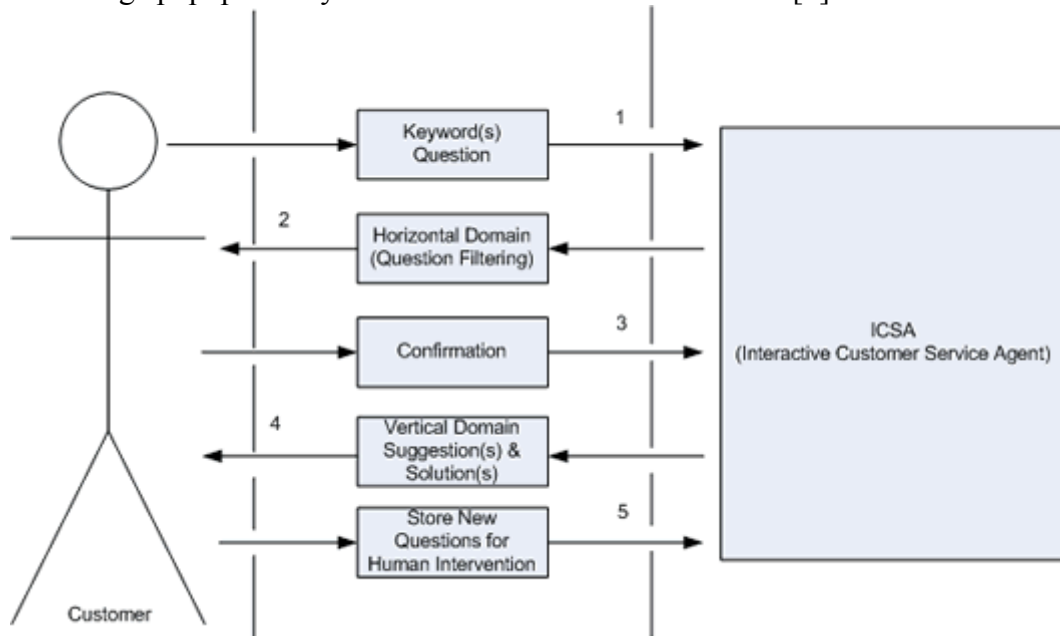 Keyword(s)
Question
1
2
Horizontal Domain
(Question Filtering)
Confirmation
3
ICSA
(Interactive Customer Service Agent)
4
Vertical Domain
Suggestion(s) &
Solution(s)
Store New
Questions for
Human Intervention
5
Customer